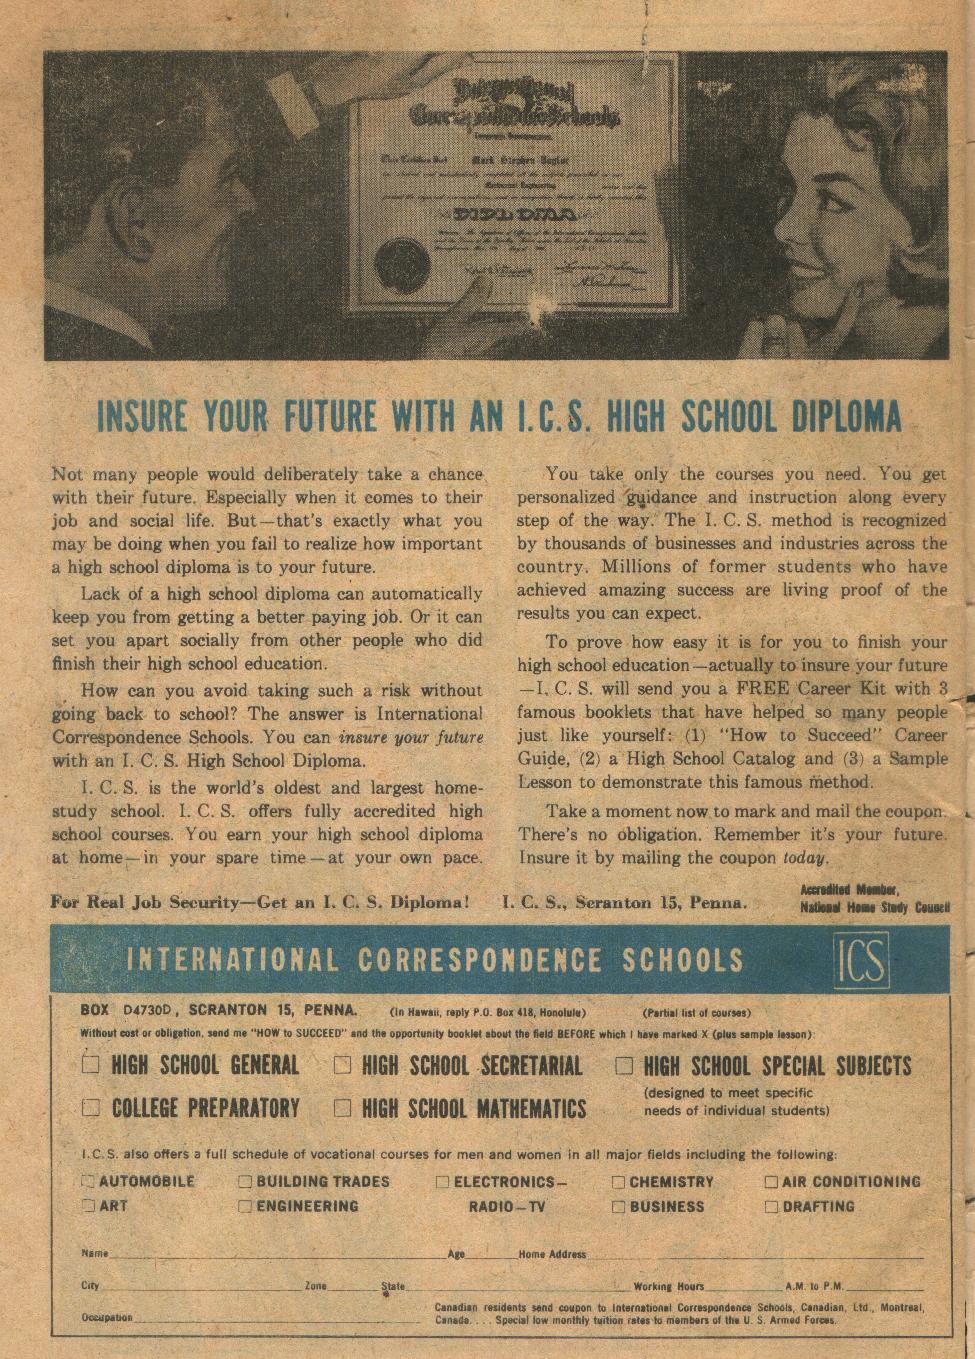 International
Correspondence Schools
Mark Stephen Taylor
Mechanical Engineering
DIPLOMA
INSURE YOUR FUTURE WITH AN I.C.S. HIGH SCHOOL DIPLOMA
Not many people would deliberately take a chance
with their future. Especially when it comes to their
job and social life. But—that's exactly what you
may be doing when you fail to realize how important
a high school diploma is to your future.
Lack of a high school diploma can automatically
keep you from getting a better paying job. Or it can
set you apart socially from other people who did
finish their high school education.
How can you avoid taking such a risk without
going back to school? The answer is International
Correspondence Schools. You can insure your future
with an I. C. S. High School Diploma.
I. C. S. is the world's oldest and largest home-
study school. I. C. S. offers fully accredited high
school courses. You earn your high school diploma
at home—in your spare time—at your own pace.
You take only the courses you need. You get
personalized guidance and instruction along every
step of the way. The I. C. S. method is recognized
by thousands of businesses and industries across the
country. Millions of former students who have
achieved amazing success are living proof of the
results you can expect.
To prove how easy it is for you to finish your
high school education—actually to insure your future
—I. C. S. will send you a FREE Career Kit with 3
famous booklets that have helped so many people
just like yourself: (1) "How to Succeed" Career
Guide, (2) a High School Catalog and (3) a Sample
Lesson to demonstrate this famous method.
Take a moment now to mark and mail the coupon.
There's no obligation. Remember it's your future.
Insure it by mailing the coupon today.
For Real Job Security—Get an I. C. S. Diploma! I. C. S., Scranton 15, Penna.
Accredited Member,
National Home Study Council
INTERNATIONAL CORRESPONDENCE SCHOOLS ICS
BOX D4730D, SCRANTON 15, PENNA. (In Hawaii, reply P.O. Box 418, Honolulu) (Partial list of courses)
Without cost or obligation, send me "HOW to SUCCEED" and the opportunity booklet about the field BEFORE which I have marked X (plus sample lesson):
HIGH SCHOOL GENERAL HIGH SCHOOL SECRETARIAL HIGH SCHOOL SPECIAL SUBJECTS
(designed to meet specific
needs of individual students)
COLLEGE PREPARATORY HIGH SCHOOL MATHEMATICS
I.C.S. also offers a full schedule of vocational courses for men and women in all major fields including the following:
AUTOMOBILE BUILDING TRADES ELECTRONICS— CHEMISTRY AIR CONDITIONING
ART ENGINEERING RADIO—TV BUSINESS DRAFTING
Name Age Home Address
City Zone State Working Hours A.M. to P.M.
Occupation
Canadian residents send coupon to International Correspondence Schools, Canadian, Ltd., Montreal,
Canada. . . . Special low monthly tuition rates to members of the U. S. Armed Forces.